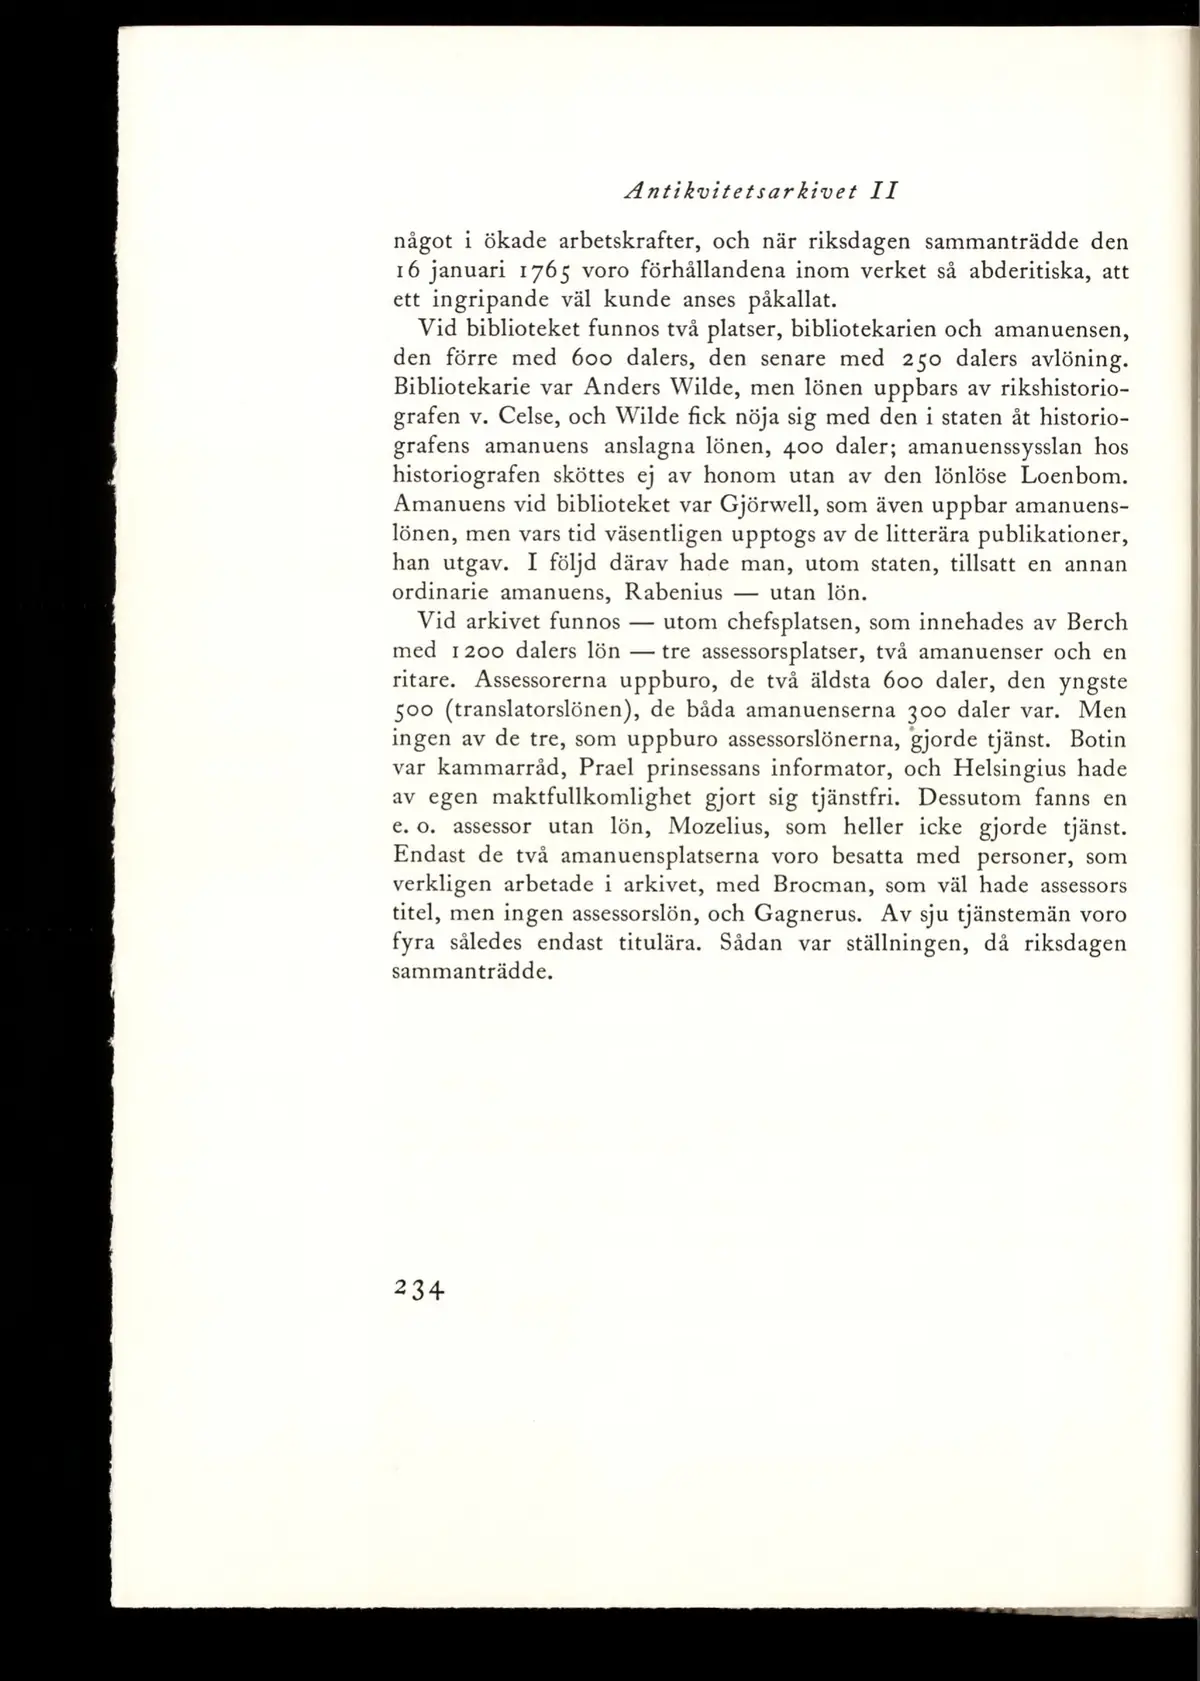 Antikvitetsarkivet II
något i ökade arbetskrafter, och när riksdagen sammanträdde den
16 januari 1765 voro förhållandena inom verket så abderitiska, att
ett ingripande väl kunde anses påkallat.
Vid biblioteket funnos två platser, bibliotekarien och amanuensen,
den förre med 600 dalers, den senare med 250 dalers avlöning.
Bibliotekarie var Anders Wilde, men lönen uppbars av rikshistorio-
grafen v. Celse, och Wilde fick nöja sig med den i staten åt historio-
grafens amanuens anslagna lönen, 400 daler; amanuenssysslan hos
historiografen sköttes ej av honom utan av den lönlöse Loenbom.
Amanuens vid biblioteket var Gjörwell, som även uppbar amanuens-
lönen, men vars tid väsentligen upptogs av de litterära publikationer,
han utgav. I följd därav hade man, utom staten, tillsatt en annan
ordinarie amanuens, Rabenius — utan lön.
Vid arkivet funnos — utom chefsplatsen, som innehades av Berch
med 1200 dalers lön — tre assessorsplatser, två amanuenser och en
ritare. Assessorerna uppburo, de två äldsta 600 daler, den yngste
500 (translatorslönen), de båda amanuenserna 300 daler var. Men
ingen av de tre, som uppburo assessorslönerna, gjorde tjänst. Botin
var kammarråd, Prael prinsessans informator, och Helsingius hade
av egen maktfullkomlighet gjort sig tjänstfri. Dessutom fanns en
e. o. assessor utan lön, Mozelius, som heller icke gjorde tjänst.
Endast de två amanuensplatserna voro besatta med personer, som
verkligen arbetade i arkivet, med Brocman, som väl hade assessors
titel, men ingen assessorslön, och Gagnerus. Av sju tjänstemän voro
fyra således endast titulära. Sådan var ställningen, då riksdagen
sammanträdde.
234